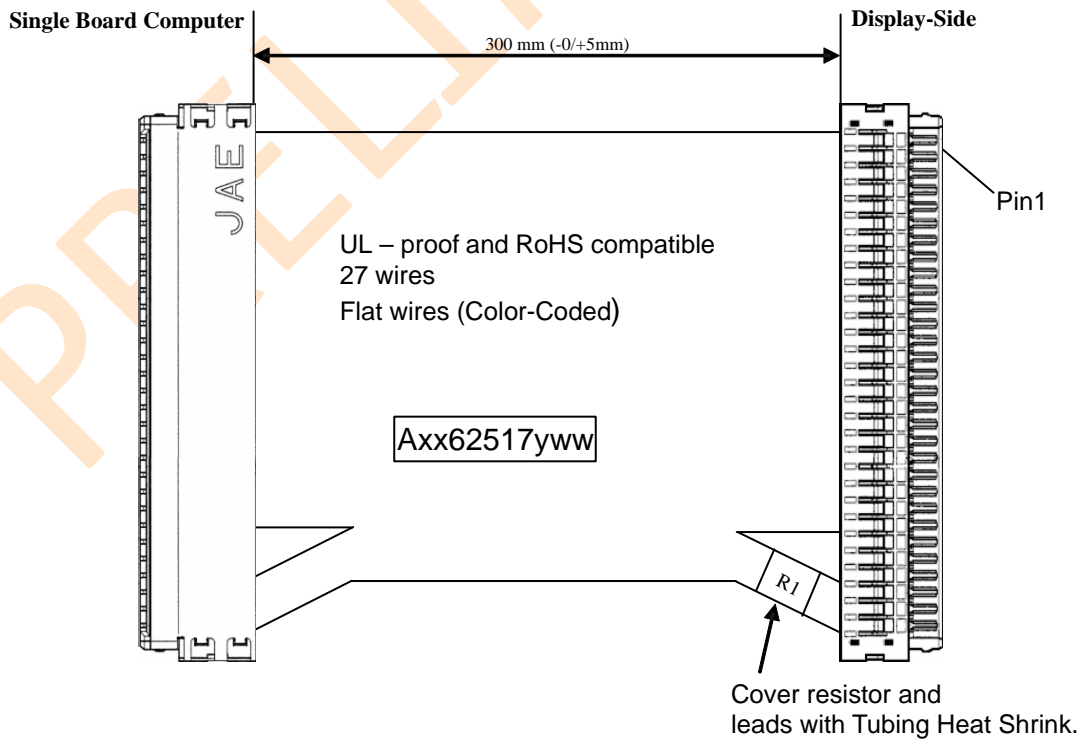 Single Board Computer
Display-Side
300 mm (-0/+5mm)
JAE
Pin1
UL – proof and RoHS compatible
27 wires
Flat wires (Color-Coded)
Axx62517yww
R1
Cover resistor and
leads with Tubing Heat Shrink.
PRELI